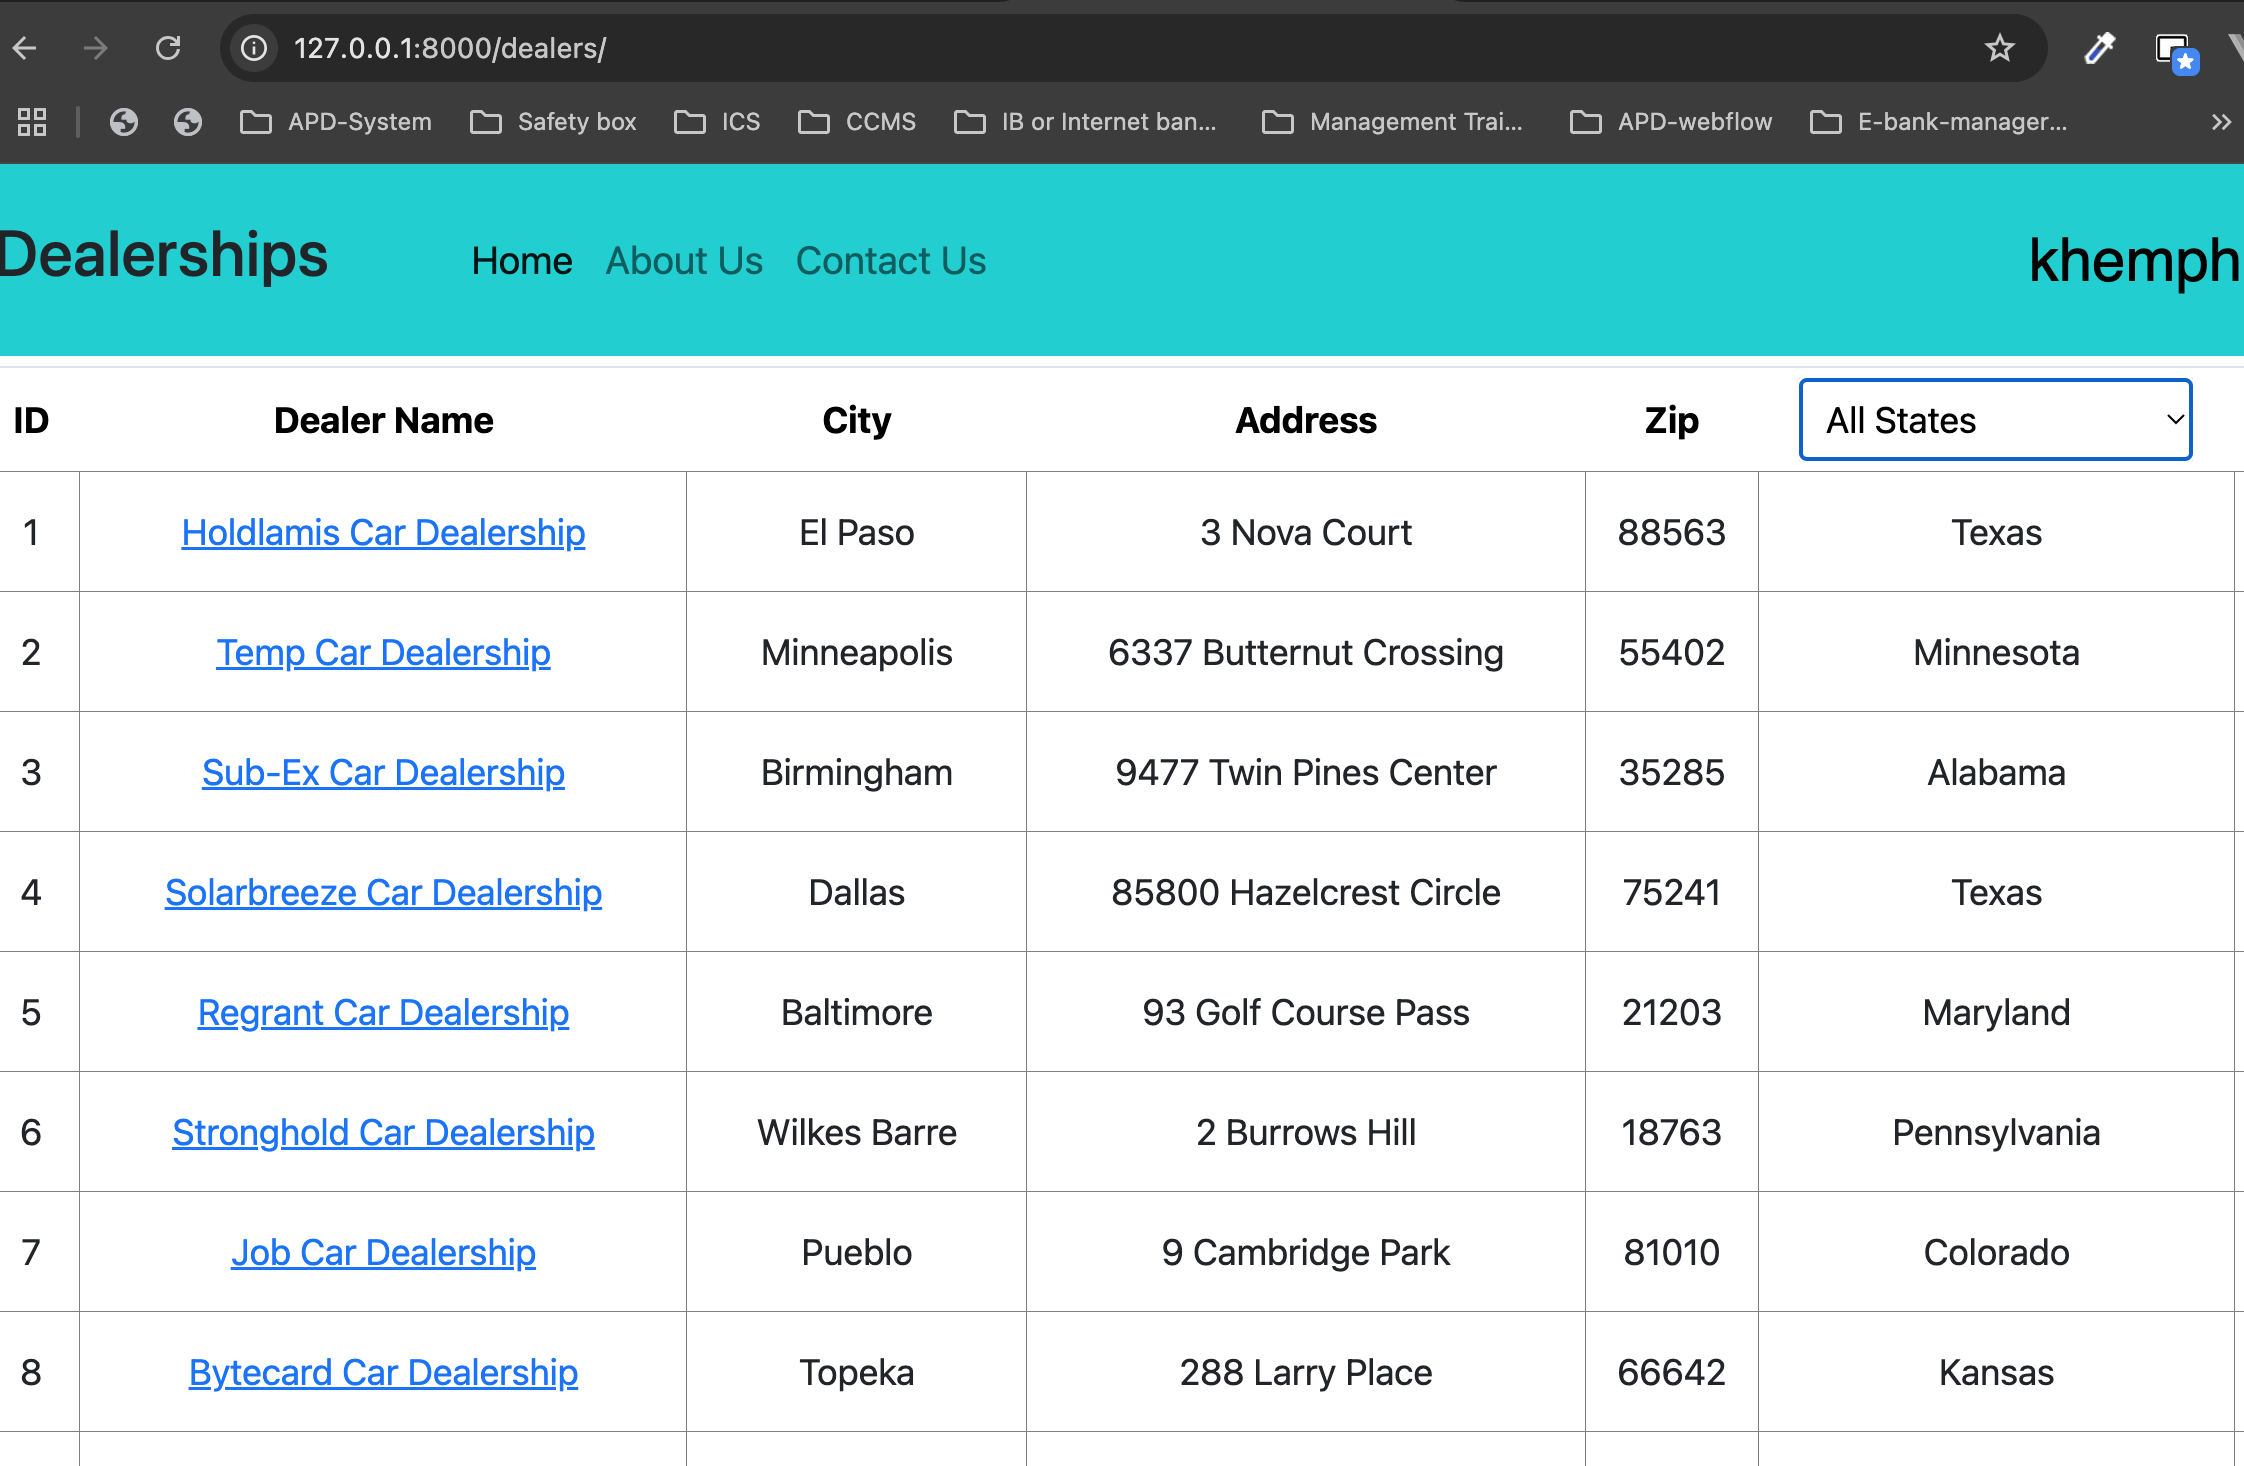 127.0.0.1:8000/dealers/
APD-System Safety box ICS CCMS IB or Internet ban... Management Trai... APD-webflow E-bank-manager...
Dealerships Home About Us Contact Us khemph
ID Dealer Name City Address Zip All States
1 Holdlamis Car Dealership El Paso 3 Nova Court 88563 Texas
2 Temp Car Dealership Minneapolis 6337 Butternut Crossing 55402 Minnesota
3 Sub-Ex Car Dealership Birmingham 9477 Twin Pines Center 35285 Alabama
4 Solarbreeze Car Dealership Dallas 85800 Hazelcrest Circle 75241 Texas
5 Regrant Car Dealership Baltimore 93 Golf Course Pass 21203 Maryland
6 Stronghold Car Dealership Wilkes Barre 2 Burrows Hill 18763 Pennsylvania
7 Job Car Dealership Pueblo 9 Cambridge Park 81010 Colorado
8 Bytecard Car Dealership Topeka 288 Larry Place 66642 Kansas